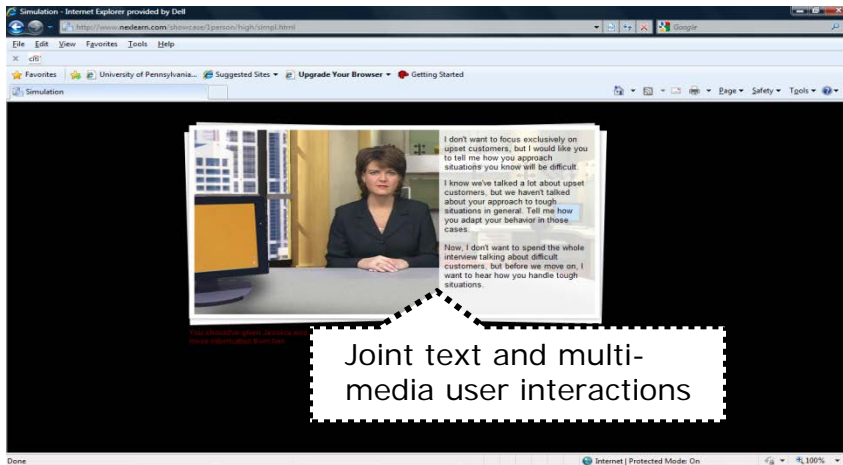 Simulation - Internet Explorer provided by Dell
http://www.nexlearn.com/showcase/1person/high/simpl.html
Google
File Edit View Favorites Tools Help
x
Favorites University of Pennsylvania... Suggested Sites Upgrade Your Browser Getting Started
Simulation
Page Safety Tools
I don't want to focus exclusively on
upset customers, but I would like you
to tell me how you approach
situations you know will be difficult.
I know we've talked a lot about upset
customers, but we haven't talked
about your approach to tough
situations in general. Tell me how
you adapt your behavior in those
cases.
Now, I don't want to spend the whole
interview talking about difficult
customers, but before we move on, I
want to hear how you handle tough
situations.
more information from her
Joint text and multi-
media user interactions
Done
Internet | Protected Mode: On
100%